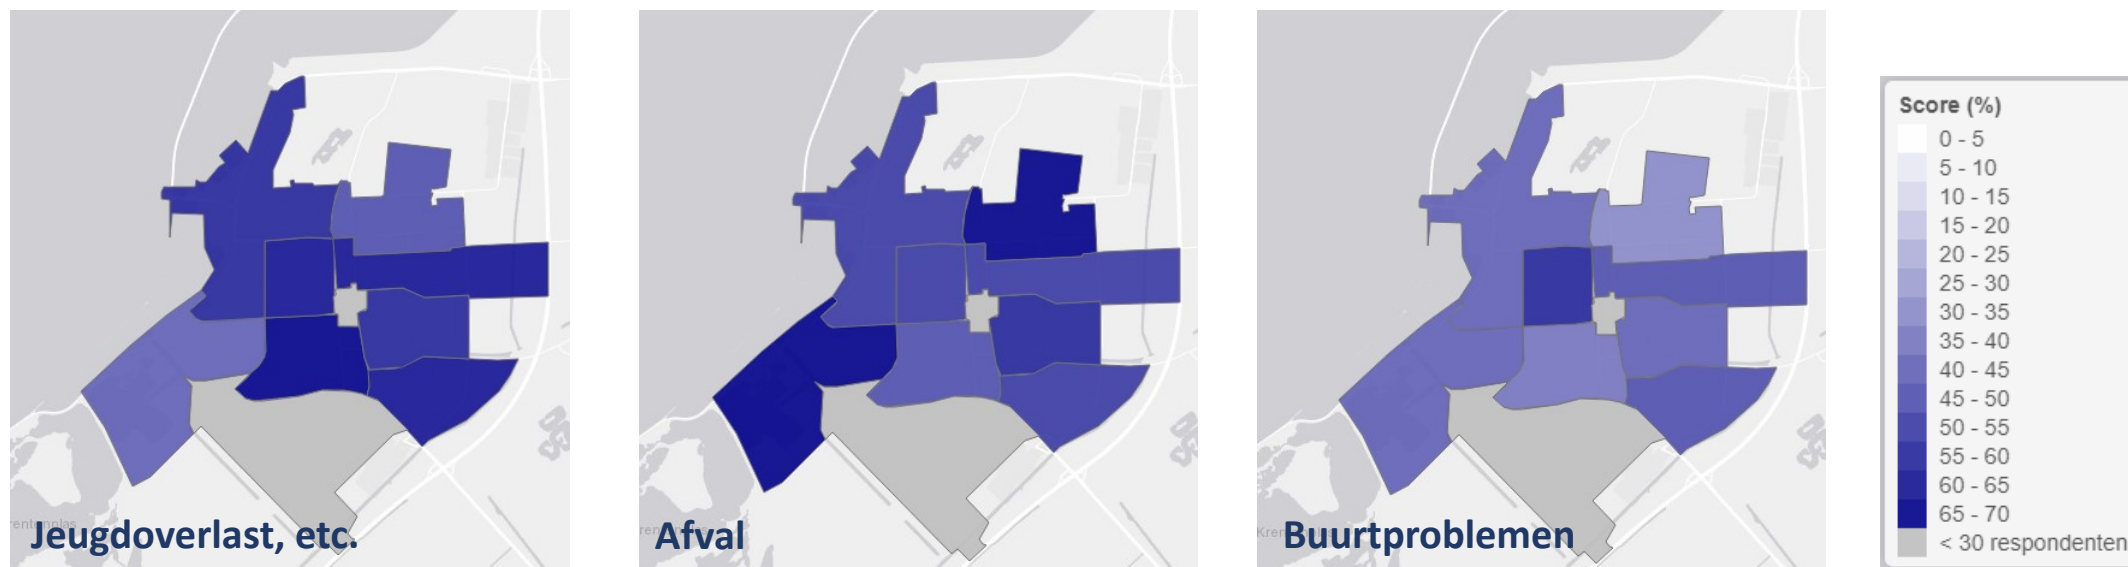 Jeugdoverlast, etc.
Afval
Buurtproblemen
Score (%)
0 - 5
5 - 10
10 - 15
15 - 20
20 - 25
25 - 30
30 - 35
35 - 40
40 - 45
45 - 50
50 - 55
55 - 60
60 - 65
65 - 70
< 30 respondenten